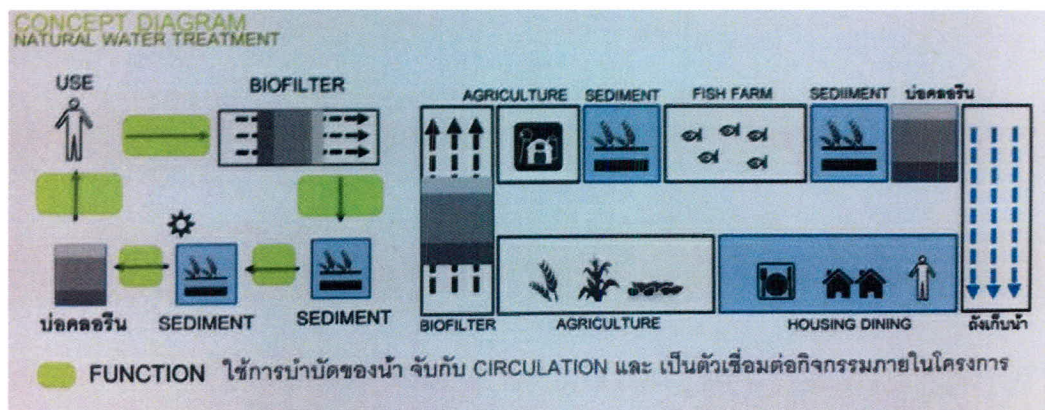 CONCEPT DIAGRAM
NATURAL WATER TREATMENT
USE
BIOFILTER
บ่อคลอรีน
SEDIMENT
SEDIMENT
AGRICULTURE
SEDIMENT
FISH FARM
SEDIIMENT
บ่อคลอรีน
BIOFILTER
AGRICULTURE
HOUSING DINING
ถังเก็บน้ำ
FUNCTION ใช้การบำบัดของน้ำ จับกับ CIRCULATION และ เป็นตัวเชื่อมต่อกิจกรรมภายในโครงการ